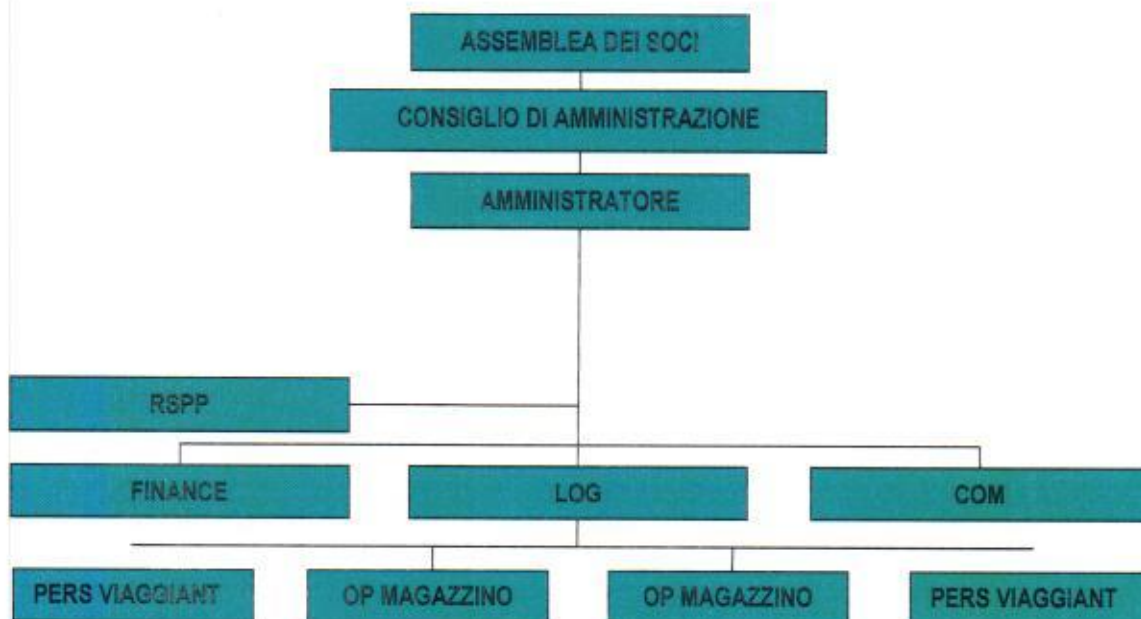 ASSEMBLEA DEI SOCI
CONSIGLIO DI AMMINISTRAZIONE
AMMINISTRATORE
RSPP
FINANCE
LOG
COM
PERS VIAGGIANT
OP MAGAZZINO
OP MAGAZZINO
PERS VIAGGIANT